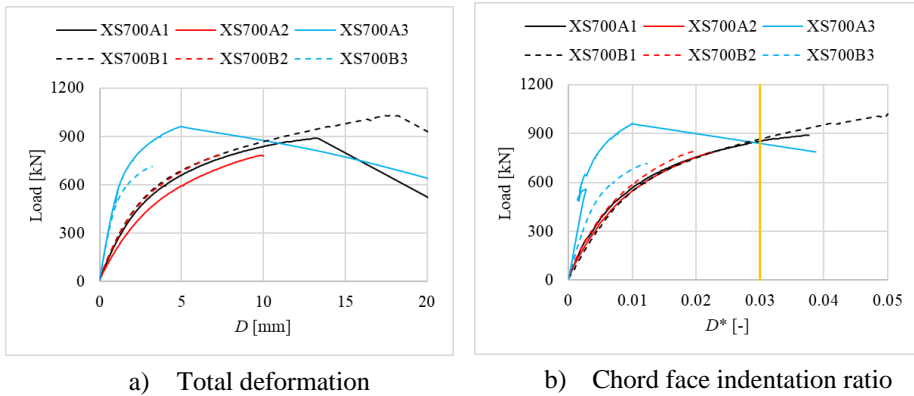 XS700A1 XS700A2 XS700A3
XS700B1 XS700B2 XS700B3
1200
900
600
300
0
Load [kN]
0 5 10 15 20
D [mm]
a) Total deformation
XS700A1 XS700A2 XS700A3
XS700B1 XS700B2 XS700B3
1200
900
600
300
0
Load [kN]
0 0.01 0.02 0.03 0.04 0.05
D* [-]
b) Chord face indentation ratio